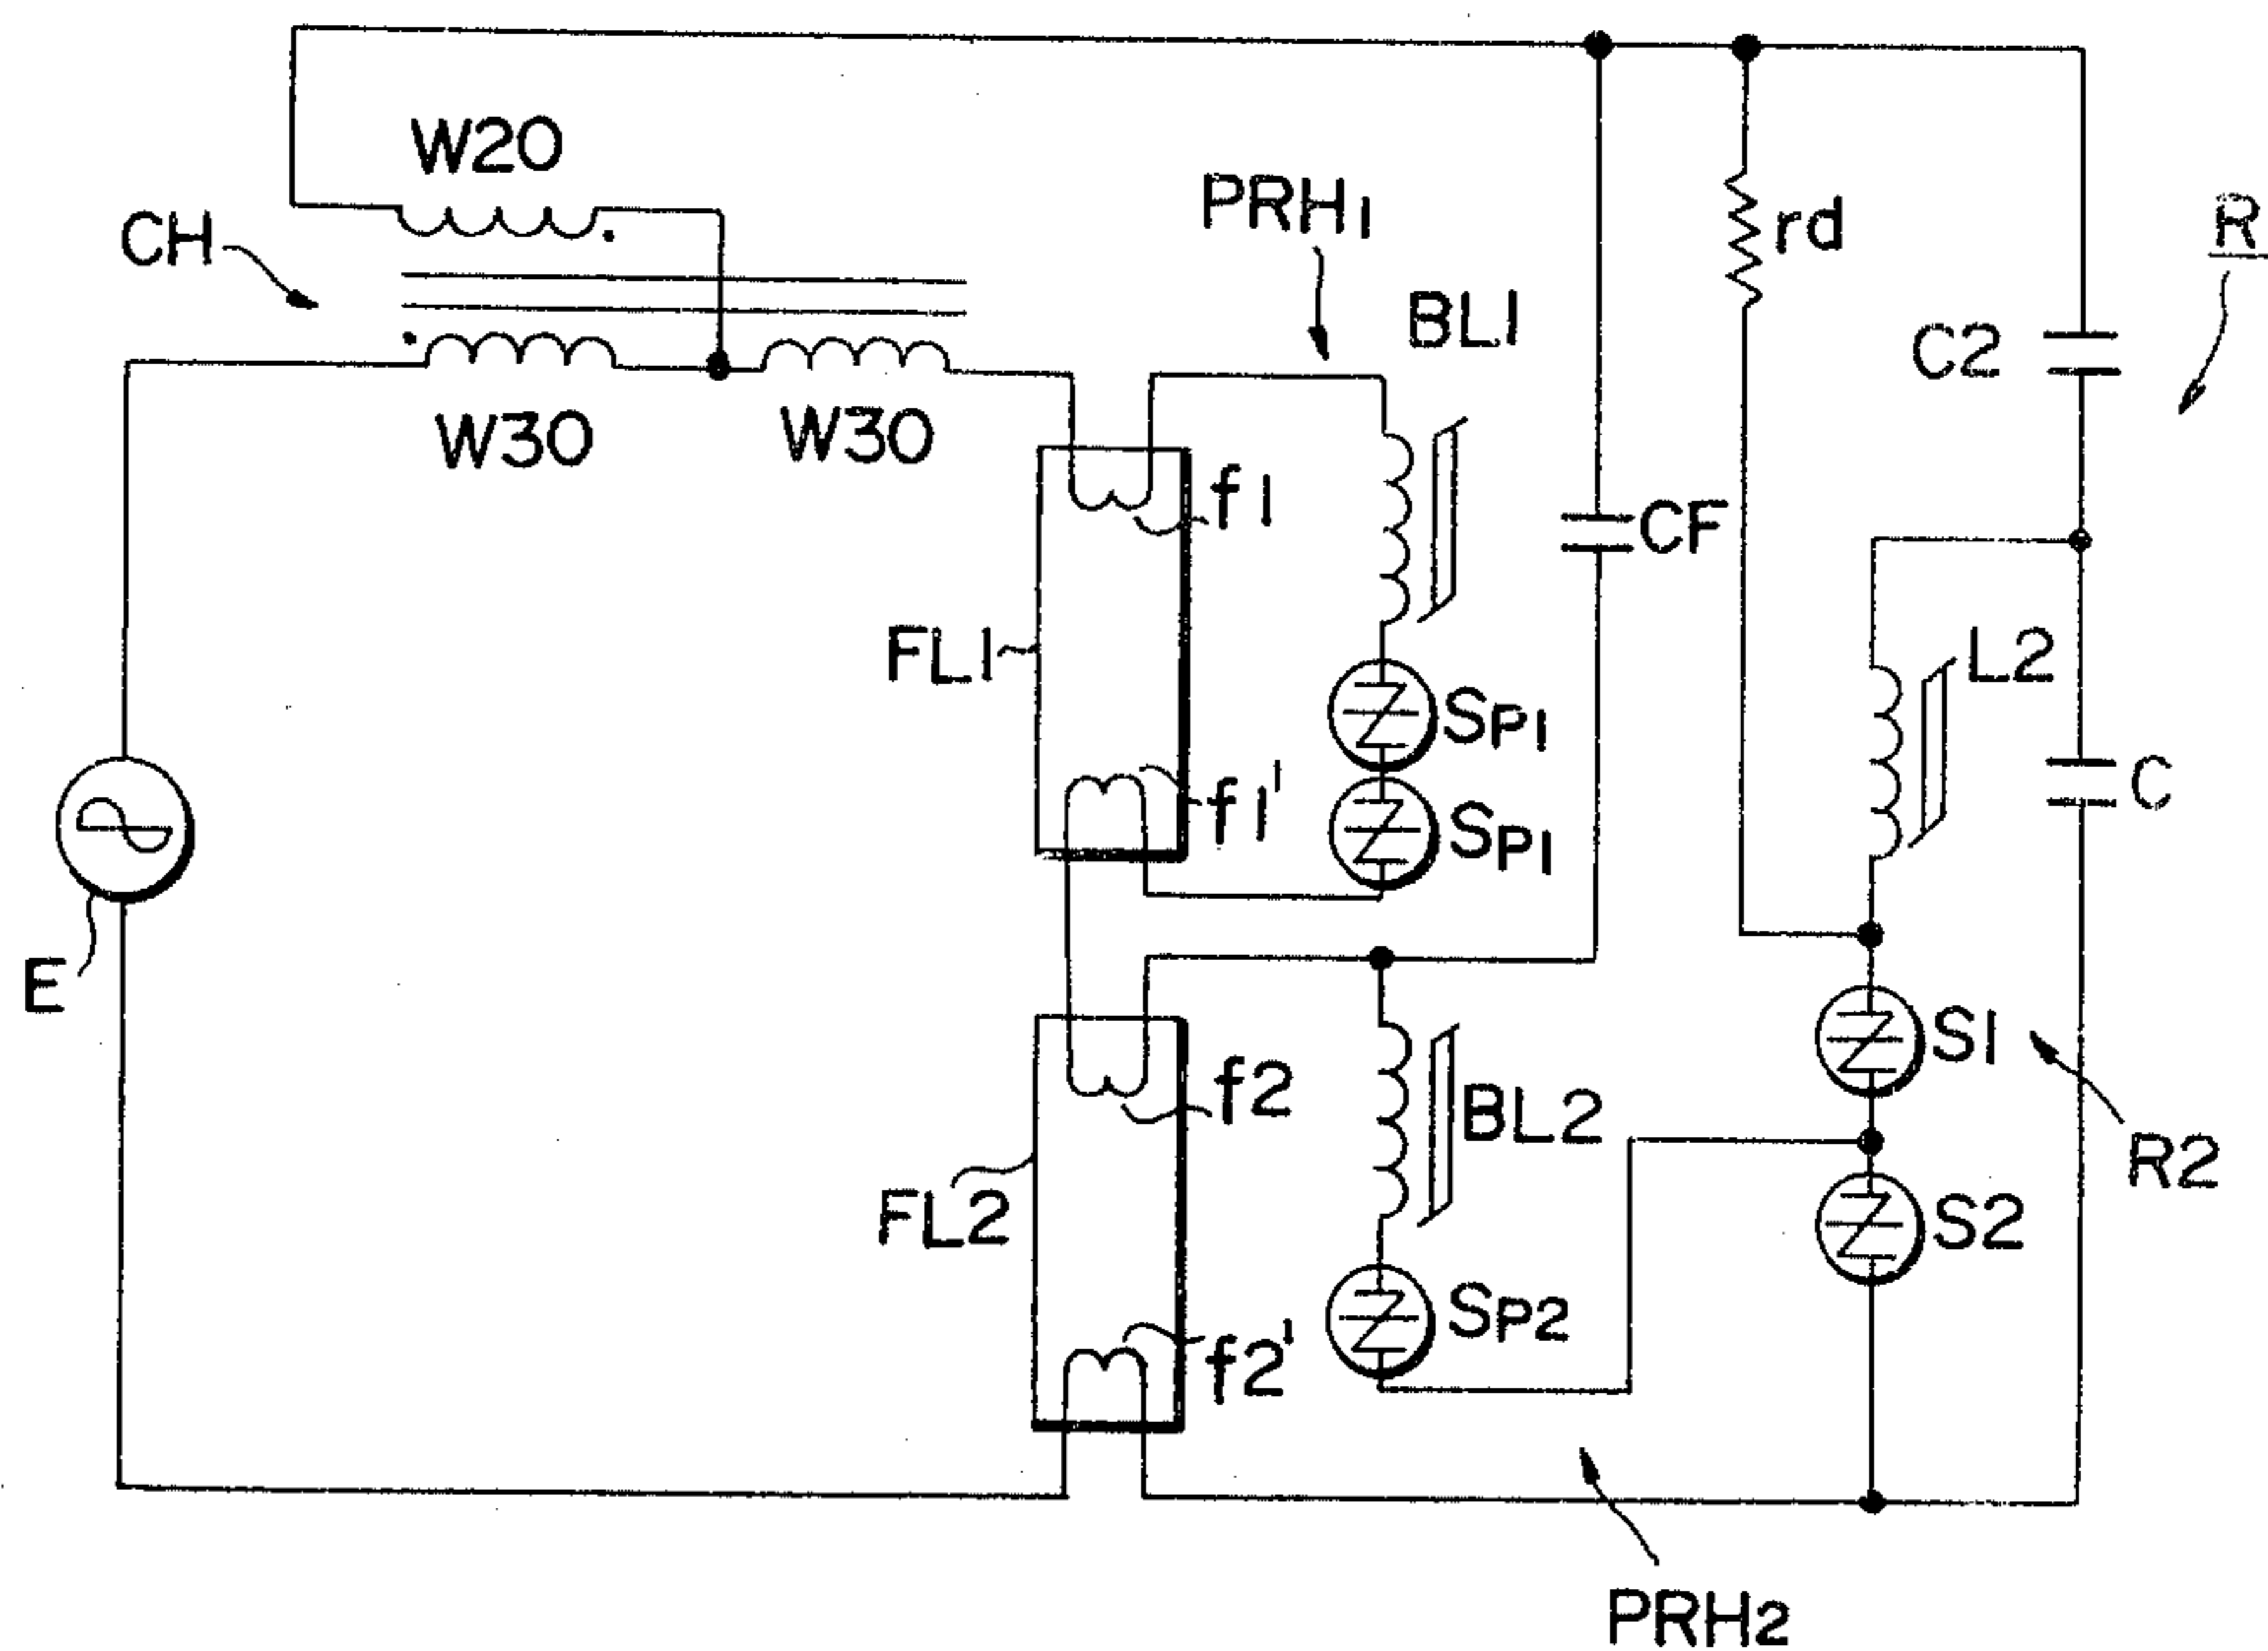 W20
CH
PRH1
BL1
rd
R
C2
W30
W30
f1
CF
FL1
L2
SP1
f1'
SP1
C
E
f2
BL2
S1
R2
FL2
S2
SP2
f2'
PRH2